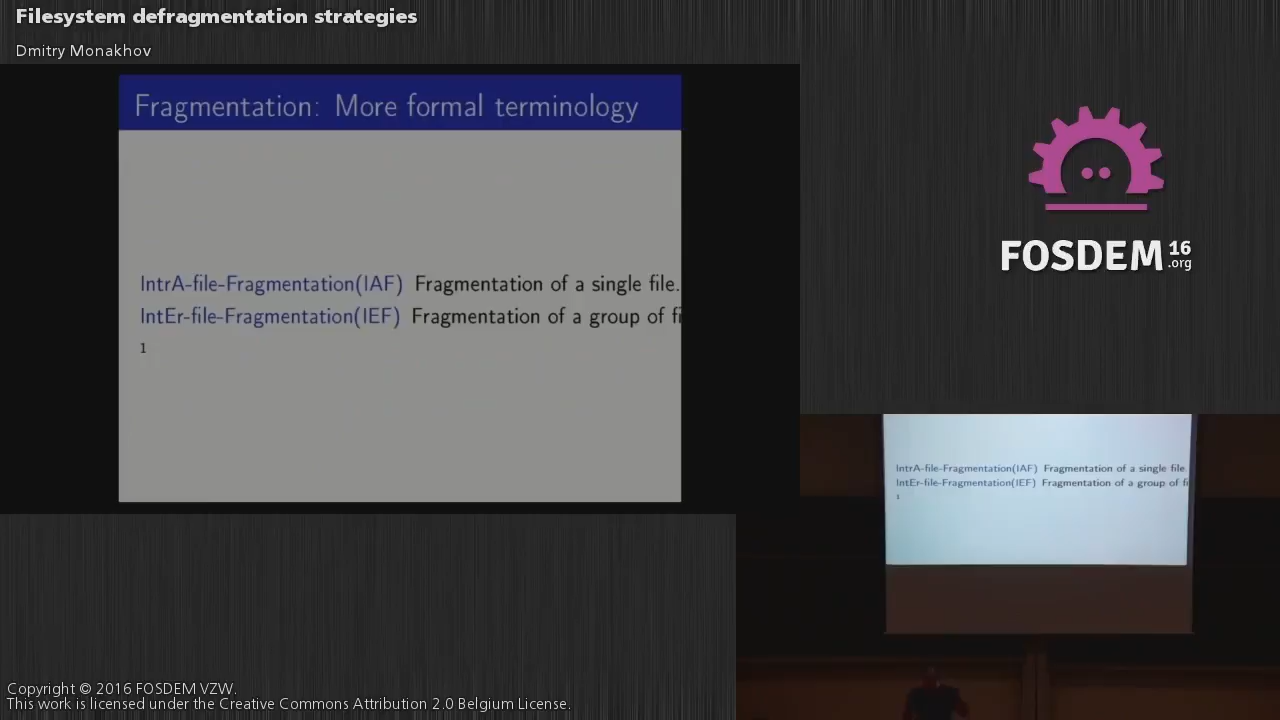 Filesystem defragmentation strategies
Dmitry Monakhov
Fragmentation: More formal terminology
IntrA-file-Fragmentation(IAF) Fragmentation of a single file.
IntEr-file-Fragmentation(IEF) Fragmentation of a group of fi
1
FOSDEM 16 .org
IntrA-file-Fragmentation(IAF) Fragmentation of a single file.
IntEr-file-Fragmentation(IEF) Fragmentation of a group of fi
1
Copyright © 2016 FOSDEM VZW.
This work is licensed under the Creative Commons Attribution 2.0 Belgium License.